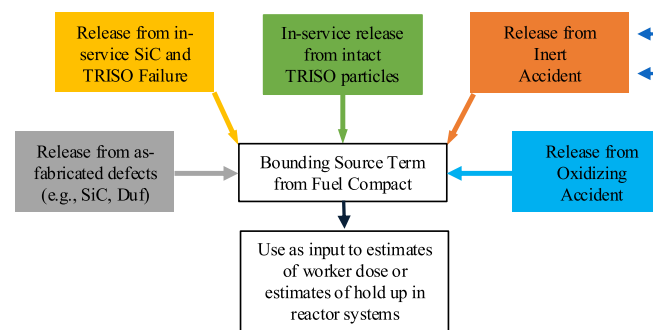 Release from in-
service SiC and
TRISO Failure
In-service release
from intact
TRISO particles
Release from
Inert
Accident
Release from as-
fabricated defects
(e.g., SiC, Duf)
Bounding Source Term
from Fuel Compact
Release from
Oxidizing
Accident
Use as input to estimates
of worker dose or
estimates of hold up in
reactor systems